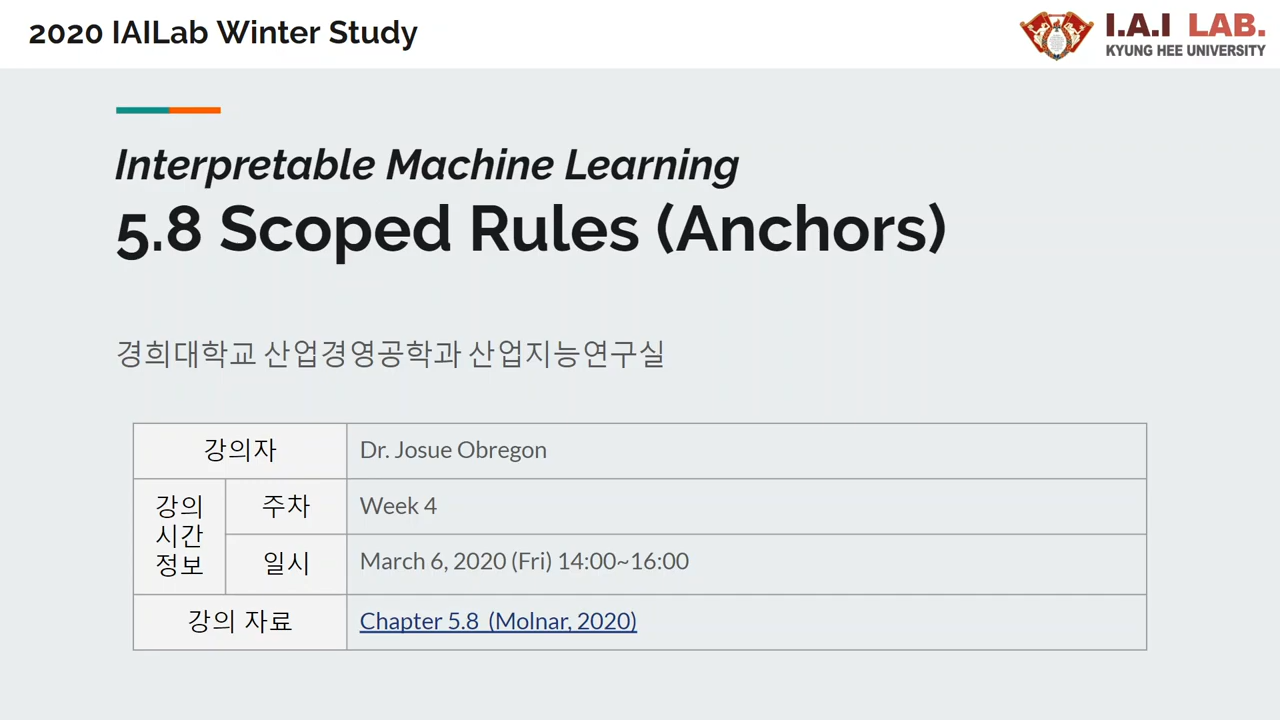 2020 IAILab Winter Study
I.A.I LAB.
KYUNG HEE UNIVERSITY
Interpretable Machine Learning
5.8 Scoped Rules (Anchors)
경희대학교 산업경영공학과 산업지능연구실
강의자
Dr. Josue Obregon
강의
시간
정보
주차
Week 4
일시
March 6, 2020 (Fri) 14:00~16:00
강의 자료
Chapter 5.8 (Molnar, 2020)